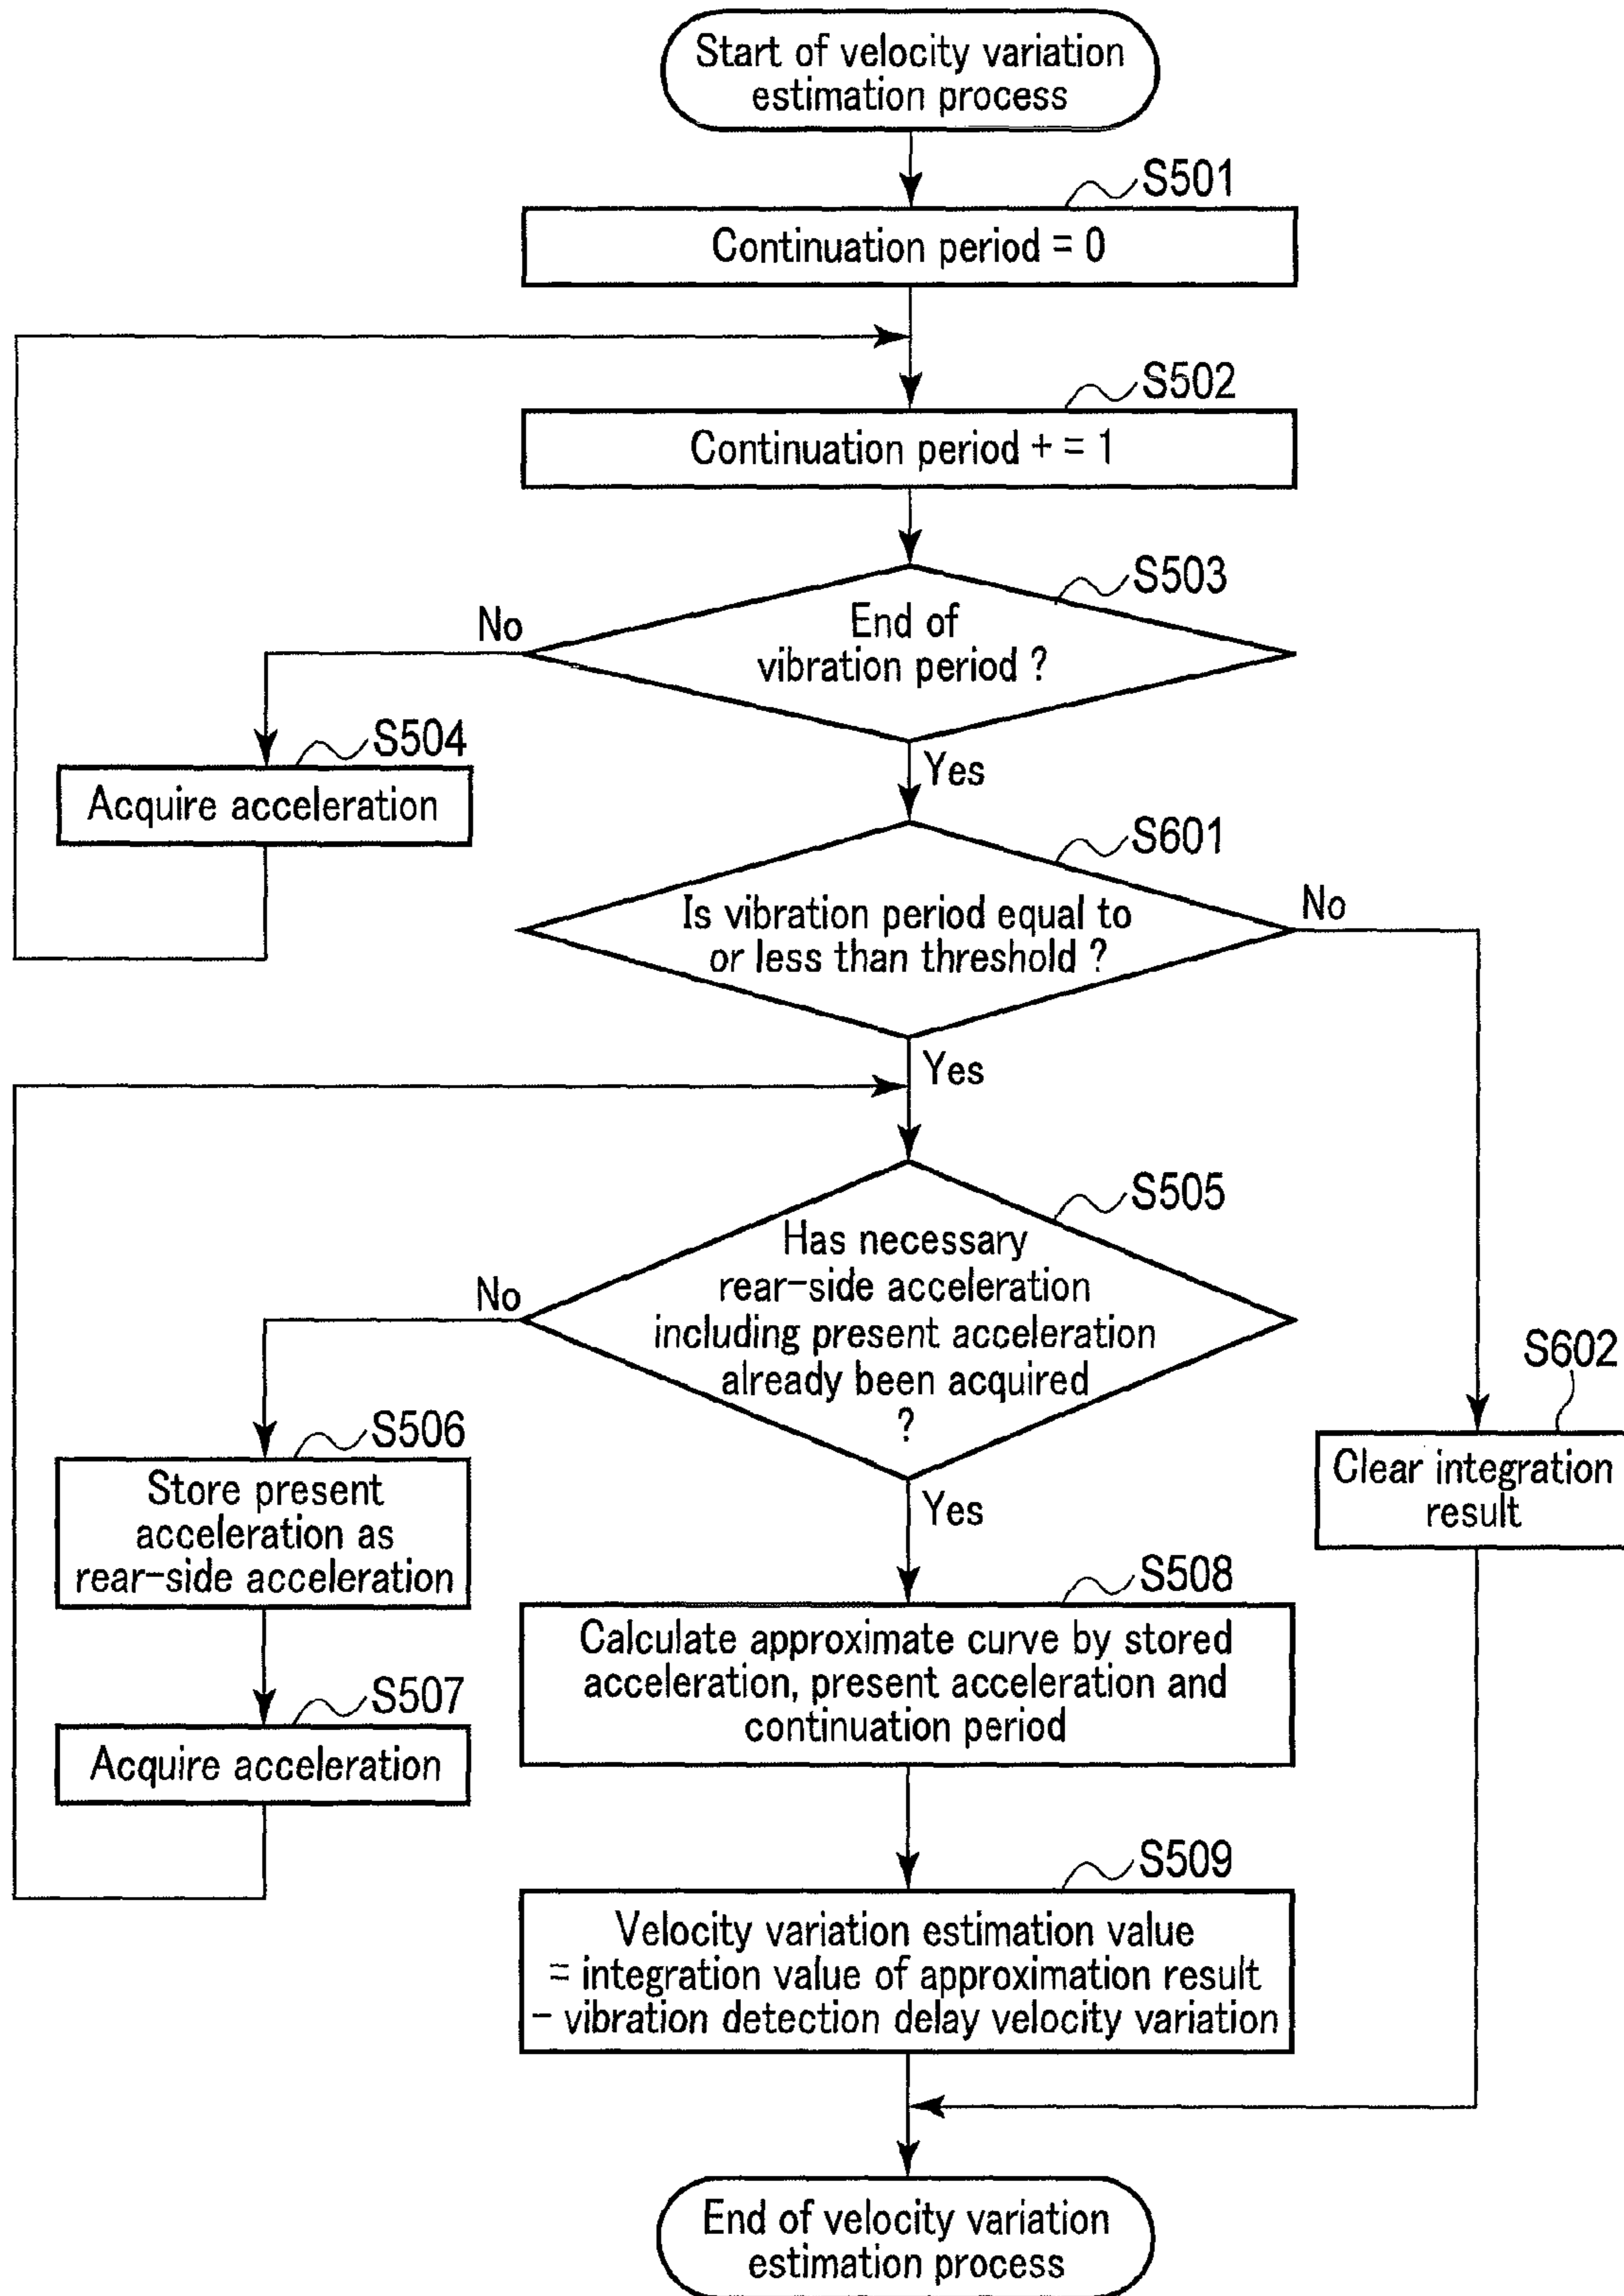 Start of velocity variation
estimation process
S501
Continuation period = 0
S502
Continuation period + = 1
S503
End of
vibration period ?
No
Yes
S504
Acquire acceleration
S601
Is vibration period equal to
or less than threshold ?
No
Yes
S505
Has necessary
rear-side acceleration
including present acceleration
already been acquired
?
No
Yes
S506
Store present
acceleration as
rear-side acceleration
S507
Acquire acceleration
S602
Clear integration
result
S508
Calculate approximate curve by stored
acceleration, present acceleration and
continuation period
S509
Velocity variation estimation value
= integration value of approximation result
- vibration detection delay velocity variation
End of velocity variation
estimation process